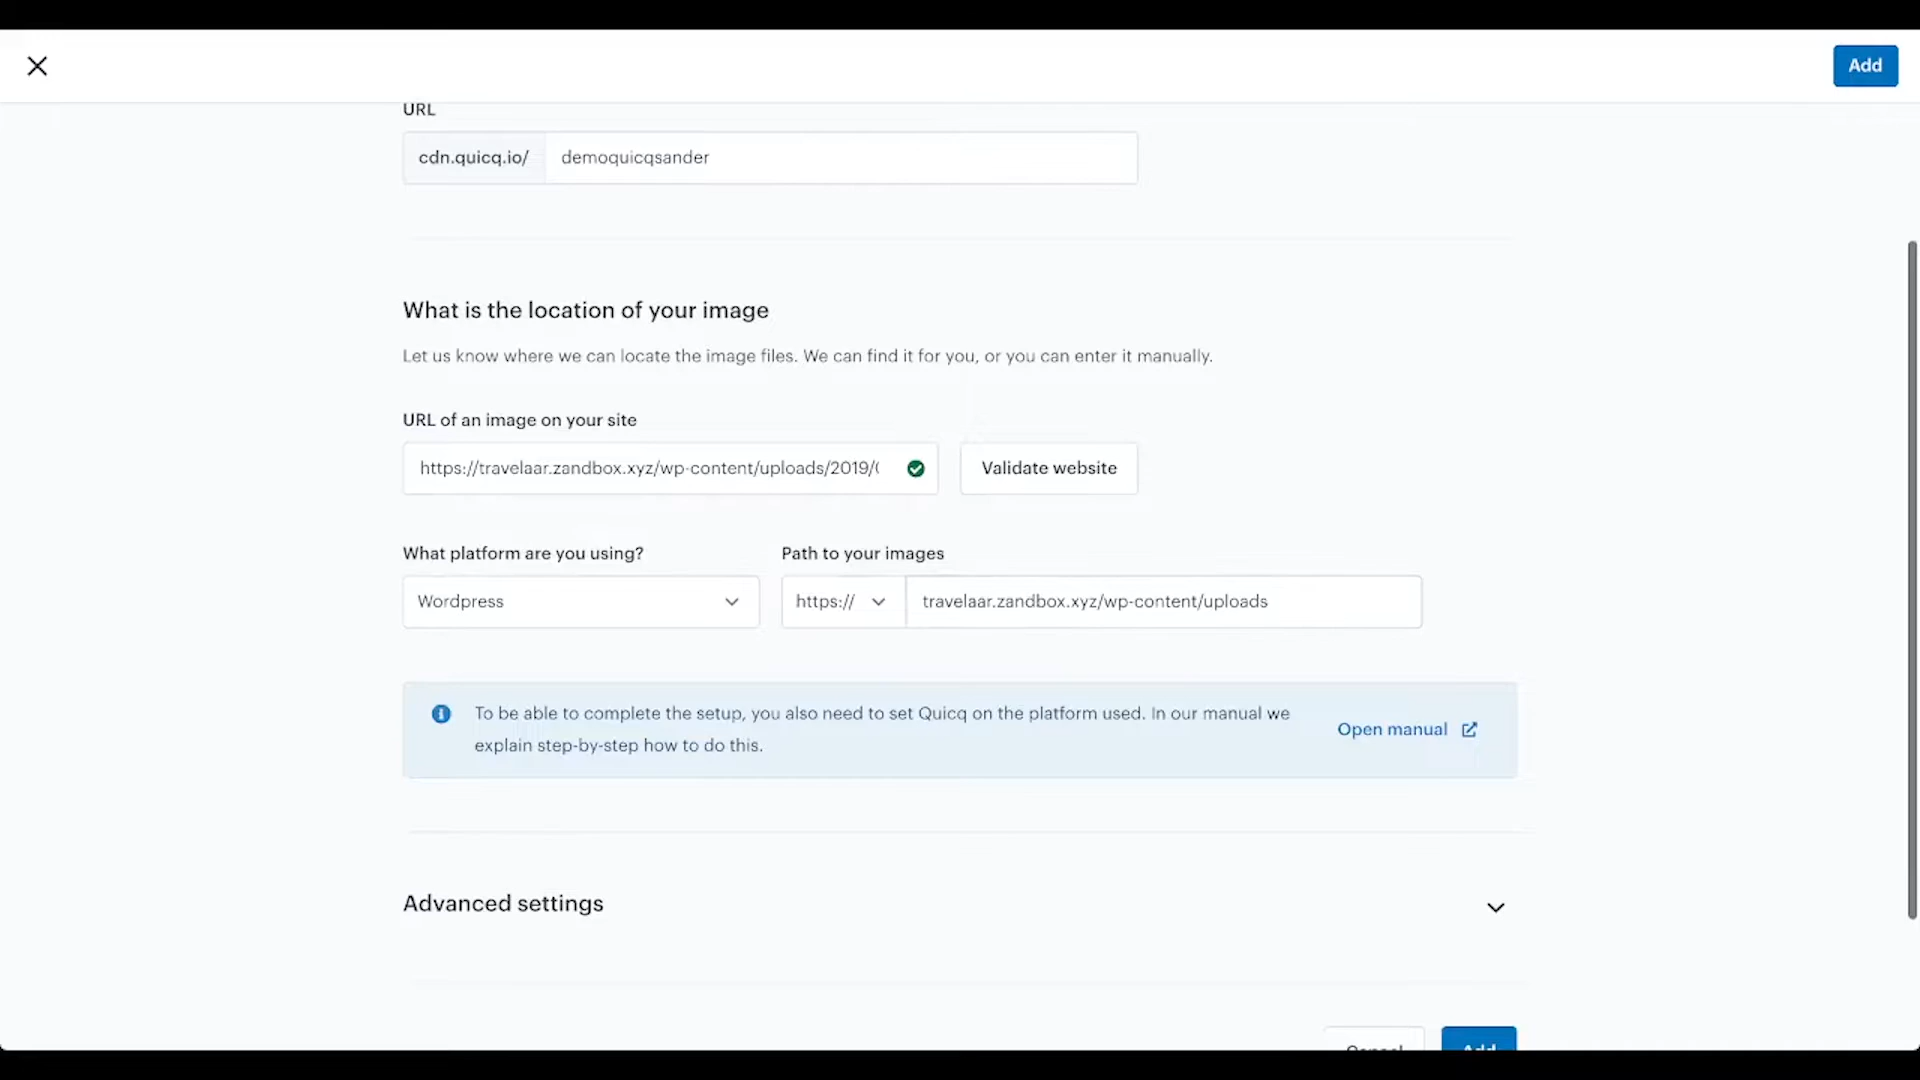 Add
URL
cdn.quicq.io/ demoquicqsander
What is the location of your image
Let us know where we can locate the image files. We can find it for you, or you can enter it manually.
URL of an image on your site
https://travelaar.zandbox.xyz/wp-content/uploads/2019/( Validate website
What platform are you using? Path to your images
Wordpress https:// travelaar.zandbox.xyz/wp-content/uploads
To be able to complete the setup, you also need to set Quicq on the platform used. In our manual we
explain step-by-step how to do this.
Open manual
Advanced settings
Cancel Add